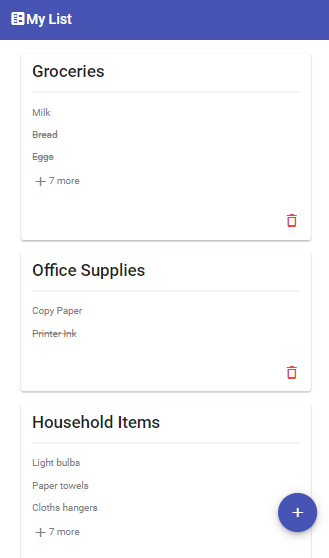 My List
Groceries
Milk
Bread
Eggs
+ 7 more
Office Supplies
Copy Paper
Printer Ink
Household Items
Light bulbs
Paper towels
Cloths hangers
+ 7 more